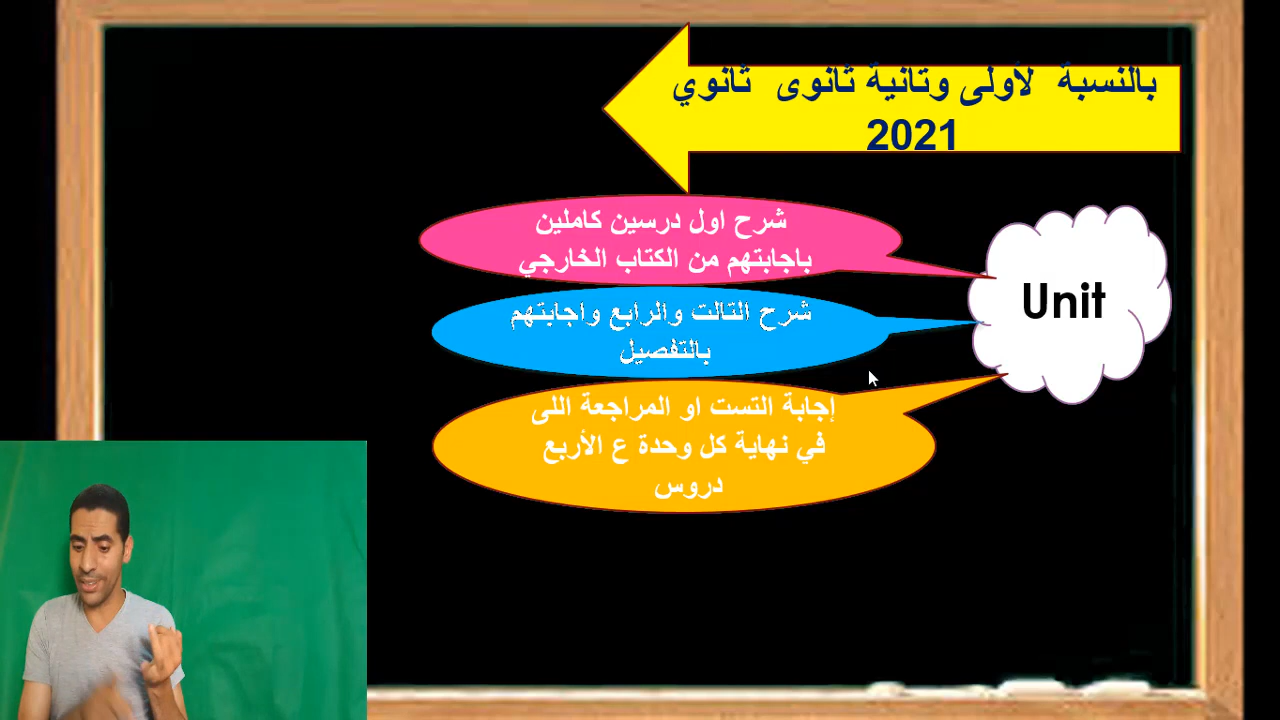 بالنسبة لأولى وتانية ثانوى ثانوي
2021
شرح اول درسين كاملين
باجابتهم من الكتاب الخارجي
Unit
شرح التالت والرابع واجابتهم
بالتفصيل
إجابة التست او المراجعة اللى
في نهاية كل وحدة ع الأربع
دروس